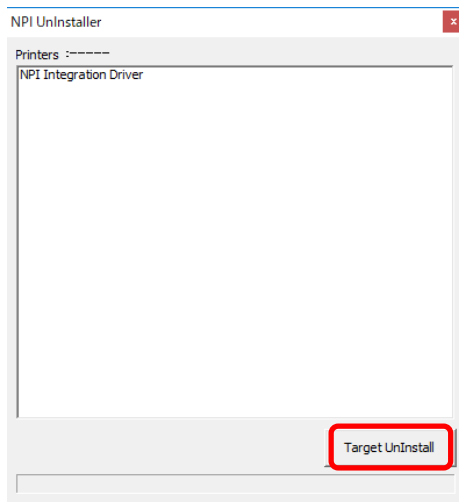 NPI UnInstaller
x
Printers :-----
NPI Integration Driver
Target UnInstall